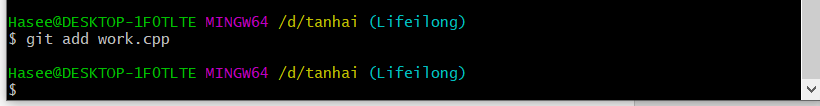 Hasee@DESKTOP-1F0TLTE MINGW64 /d/tanhai (Lifeilong)
$ git add work.cpp
Hasee@DESKTOP-1F0TLTE MINGW64 /d/tanhai (Lifeilong)
$